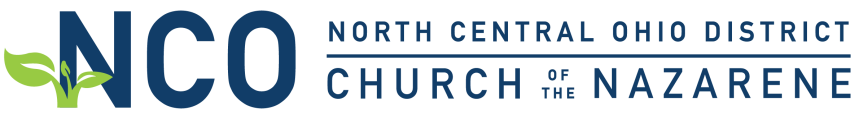 NCO
NORTH CENTRAL OHIO DISTRICT
CHURCH OF THE NAZARENE